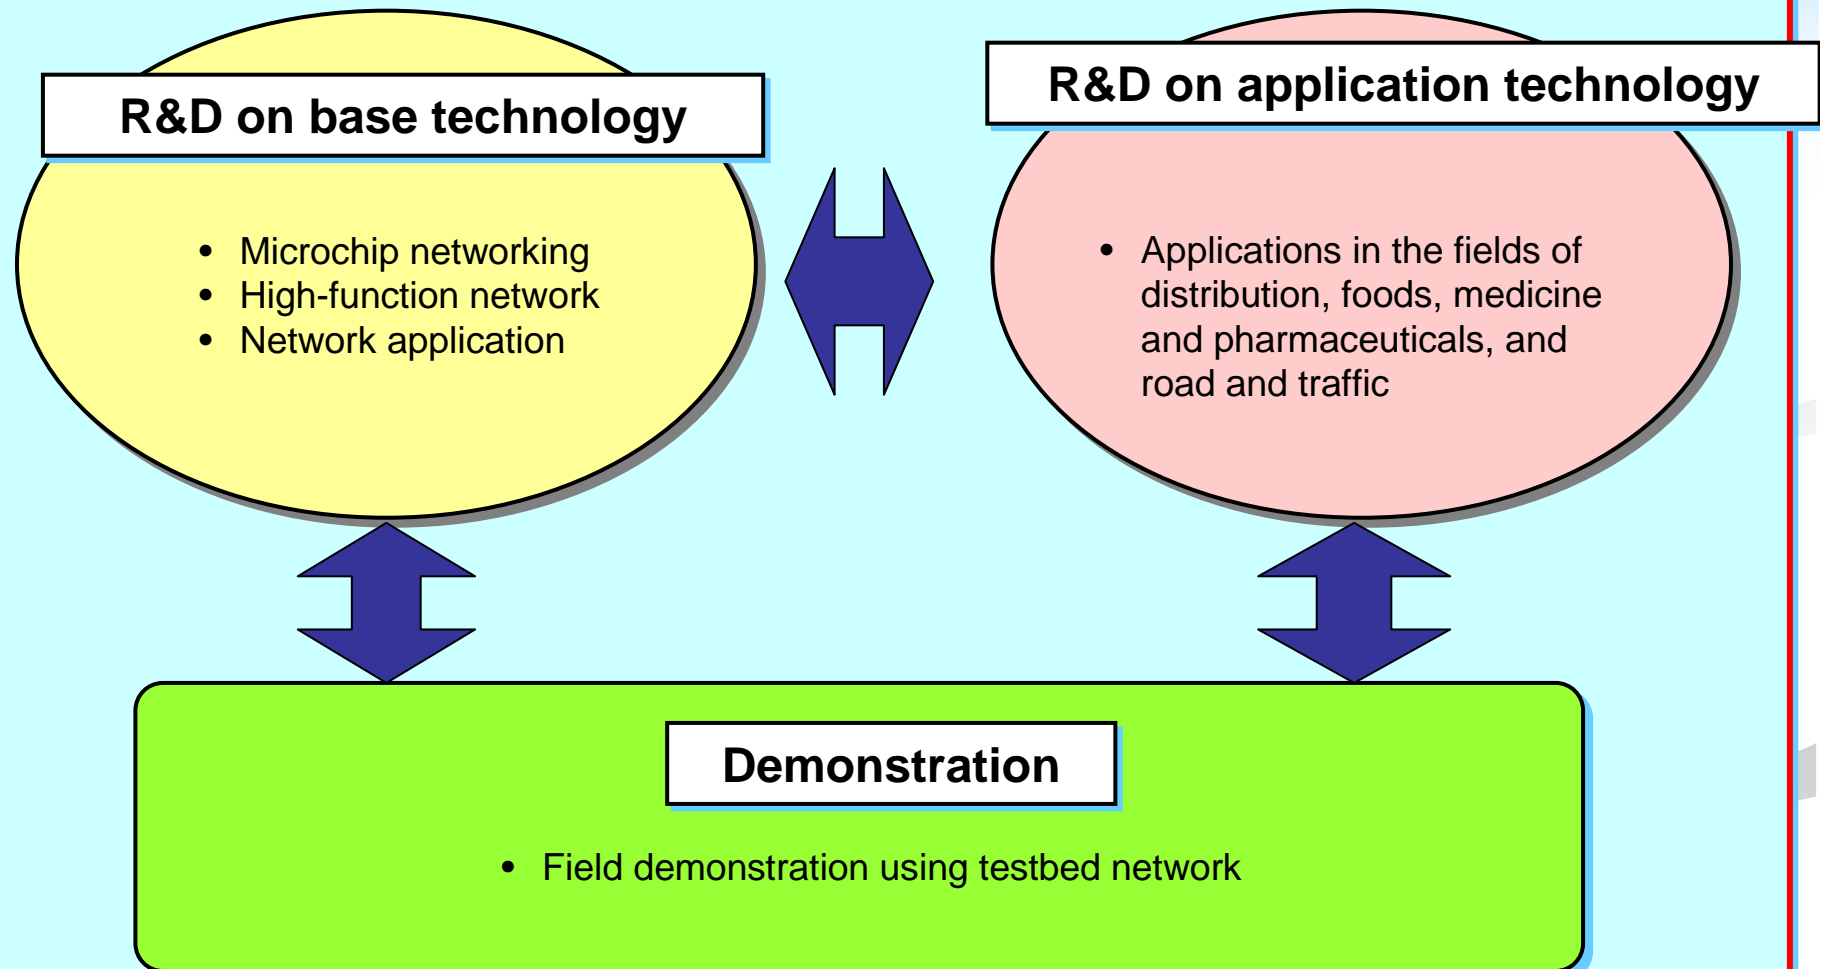 R&D on base technology
• Microchip networking
• High-function network
• Network application
R&D on application technology
• Applications in the fields of
distribution, foods, medicine
and pharmaceuticals, and
road and traffic
Demonstration
• Field demonstration using testbed network